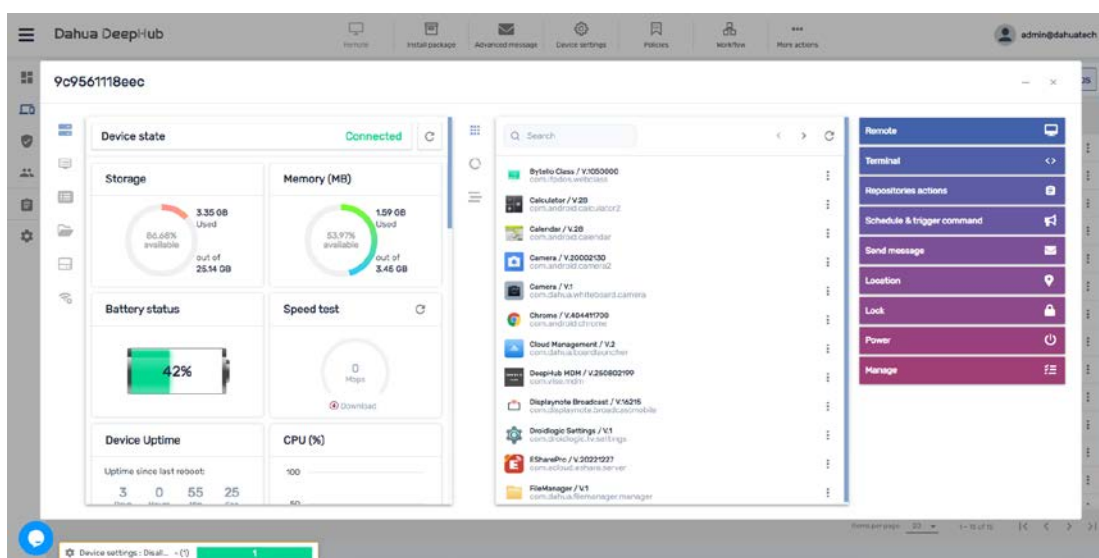 Dahua DeepHub
Remote
Install package
Advanced message
Device settings
Policies
Workflow
More actions
admin@dahuatech
9c9561118eec
Device state
Connected
Storage
86.68%
available
3.35 GB
Used
out of
25.14 GB
Memory (MB)
53.97%
available
1.59 GB
Used
out of
3.45 GB
Battery status
42%
Speed test
0
Mbps
Download
Device Uptime
Uptime since last reboot:
3 0 55 25
CPU (%)
100
50
Search
Bytello Class / V.1050000
Calculator / V.28
com.android.calculator2
Calendar / V.28
com.android.calendar
Camera / V.20002130
com.android.camera2
Camera / V.1
com.dahua.whiteboard.camera
Chrome / V.404411700
com.android.chrome
Cloud Management / V.2
com.dahua.boardlauncher
DeepHub MDM / V.250802199
Displaynote Broadcast / V.16215
com.displaynote.broadcastmobile
Droidlogic Settings / V.1
com.droidlogic.tv.settings
ESharePro / V.20221227
com.ecloud.eshare.server
FileManager / V.1
com.dahua.filemanager.manager
Remote
Terminal
Repositories actions
Schedule & trigger command
Send message
Location
Lock
Power
Manage
Items per page: 20
Device settings : Disall... - (1)
1